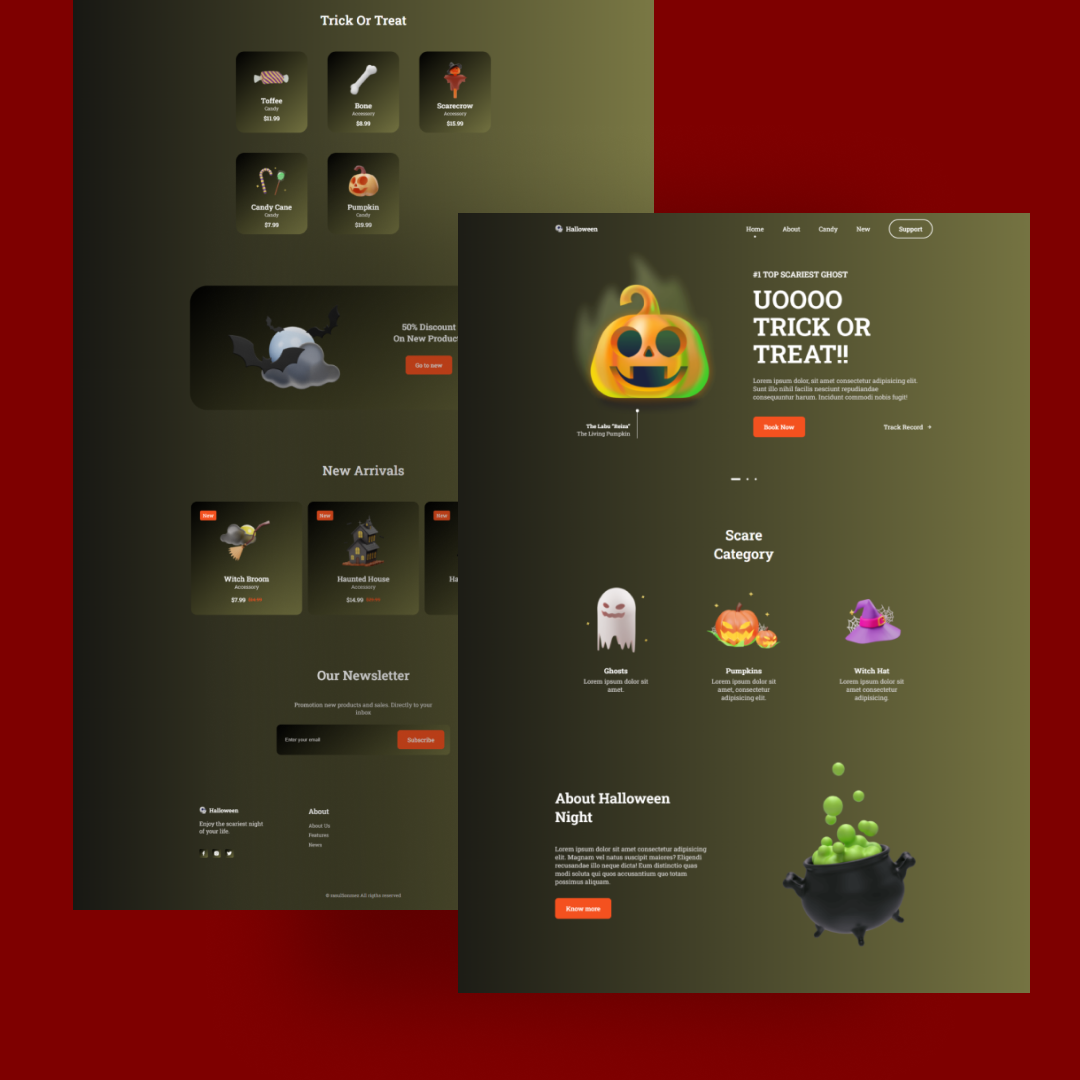 Trick Or Treat
Toffee
Candy
$11.99
Bone
Accessory
$8.99
Scarecrow
Accessory
$15.99
Candy Cane
Candy
$7.99
Pumpkin
Candy
$19.99
50% Discount
On New Produc
Go to new
New Arrivals
New
Witch Broom
Accessory
$7.99
New
Haunted House
Accessory
$14.99
New
Ha
Our Newsletter
Promotion new products and sales. Directly to your
inbox
Enter your email
Subscribe
Halloween
Enjoy the scariest night
of your life.
About
About Us
Features
News
All rights reserved
Halloween
Home
About
Candy
New
Support
#1 TOP SCARIEST GHOST
UOOOO
TRICK OR
TREAT!!
Lorem ipsum dolor, sit amet consectetur adipisicing elit.
Sunt illo nihil facilis nesciunt repudiandae
consequuntur harum. Incidunt commodi nobis fugit!
Book Now
Track Record →
The Labu "Reiza"
The Living Pumpkin
Scare
Category
Ghosts
Lorem ipsum dolor sit
amet.
Pumpkins
Lorem ipsum dolor sit
amet, consectetur
adipisicing elit.
Witch Hat
Lorem ipsum dolor sit
amet consectetur
adipisicing.
About Halloween
Night
Lorem ipsum dolor sit amet consectetur adipisicing
elit. Magnam vel natus suscipit maiores? Eligendi
recusandae illo neque dicta! Eum distinctio quas
modi soluta qui quos accusantium quo totam
possimus aliquam.
Know more